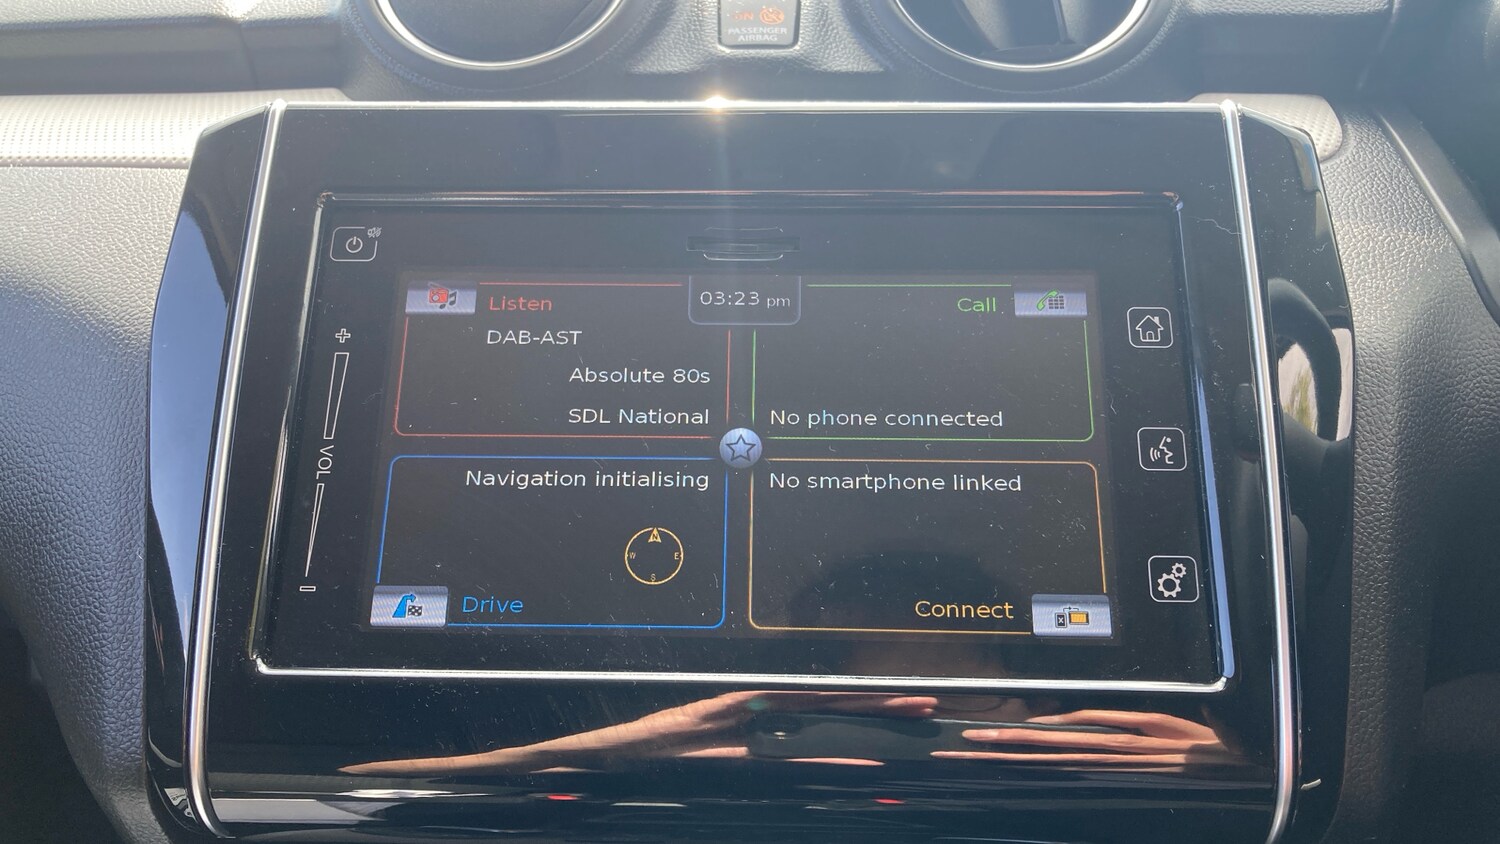 PASSENGER
AIRBAG
03:23 pm
Listen
DAB-AST
Absolute 80s
SDL National
Call
No phone connected
VOL
Navigation initialising
N
W E
S
Drive
No smartphone linked
Connect